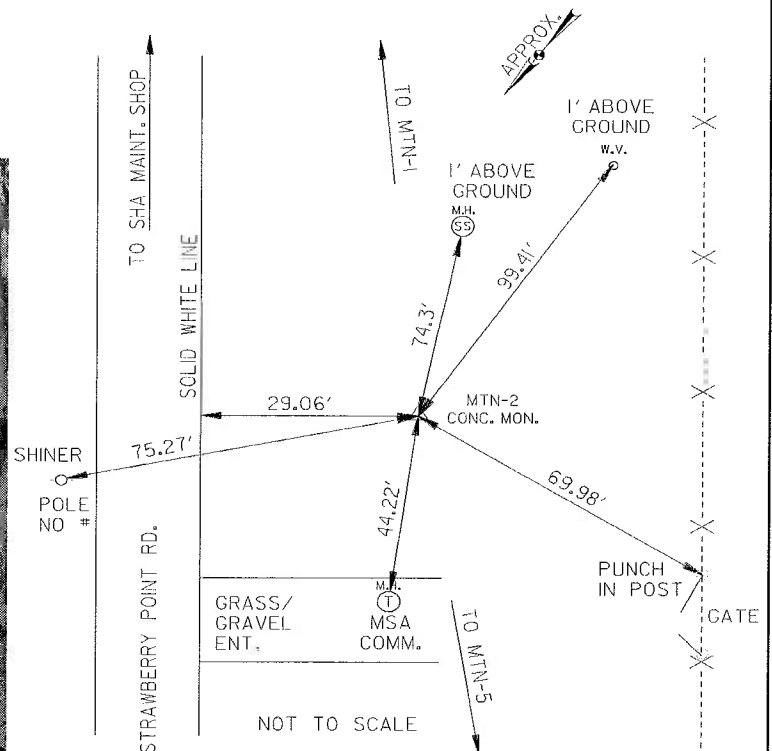 APPROX.
TO SHA MAINT. SHOP
TO MTN-1
1' ABOVE
GROUND
W.V.
1' ABOVE
GROUND
M.H.
SS
SOLID WHITE LINE
74.3'
99.41'
29.06'
MTN-2
CONC. MON.
SHINER
75.27'
POLE
NO #
44.22'
69.98'
STRAWBERRY POINT RD.
GRASS/
GRAVEL
ENT.
M.H.
T
MSA
COMM.
PUNCH
IN POST
GATE
TO MTN-5
NOT TO SCALE